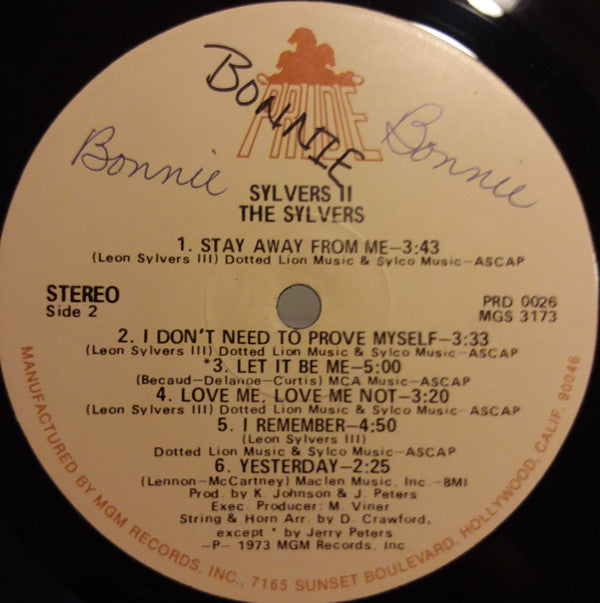 BONNIE
PRIDE
Bonnie
Bonnie
SYLVERS II
THE SYLVERS
1. STAY AWAY FROM ME—3:43
(Leon Sylvers III) Dotted Lion Music & Sylco Music—ASCAP
STEREO
Side 2
PRD 0026
MGS 3173
2. I DON'T NEED TO PROVE MYSELF—3:33
(Leon Sylvers III) Dotted Lion Music & Sylco Music—ASCAP
*3. LET IT BE ME—5:00
(Becaud-Delanoe-Curtis) MCA Music—ASCAP
4. LOVE ME, LOVE ME NOT—3:20
(Leon Sylvers III) Dotted Lion Music & Sylco Music-ASCAP
5. I REMEMBER—4:50
(Leon Sylvers III)
Dotted Lion Music & Sylco Music—ASCAP
6. YESTERDAY—2:25
(Lennon-McCartney) Maclen Music, Inc.—BMI
Prod. by K. Johnson & J. Peters
Exec. Producer: M. Viner
String & Horn Arr. by D. Crawford,
except * by Jerry Peters
-P- 1973 MGM Records, Inc.
MANUFACTURED BY MGM RECORDS, INC., 7165 SUNSET BOULEVARD, HOLLYWOOD, CALIF. 90046